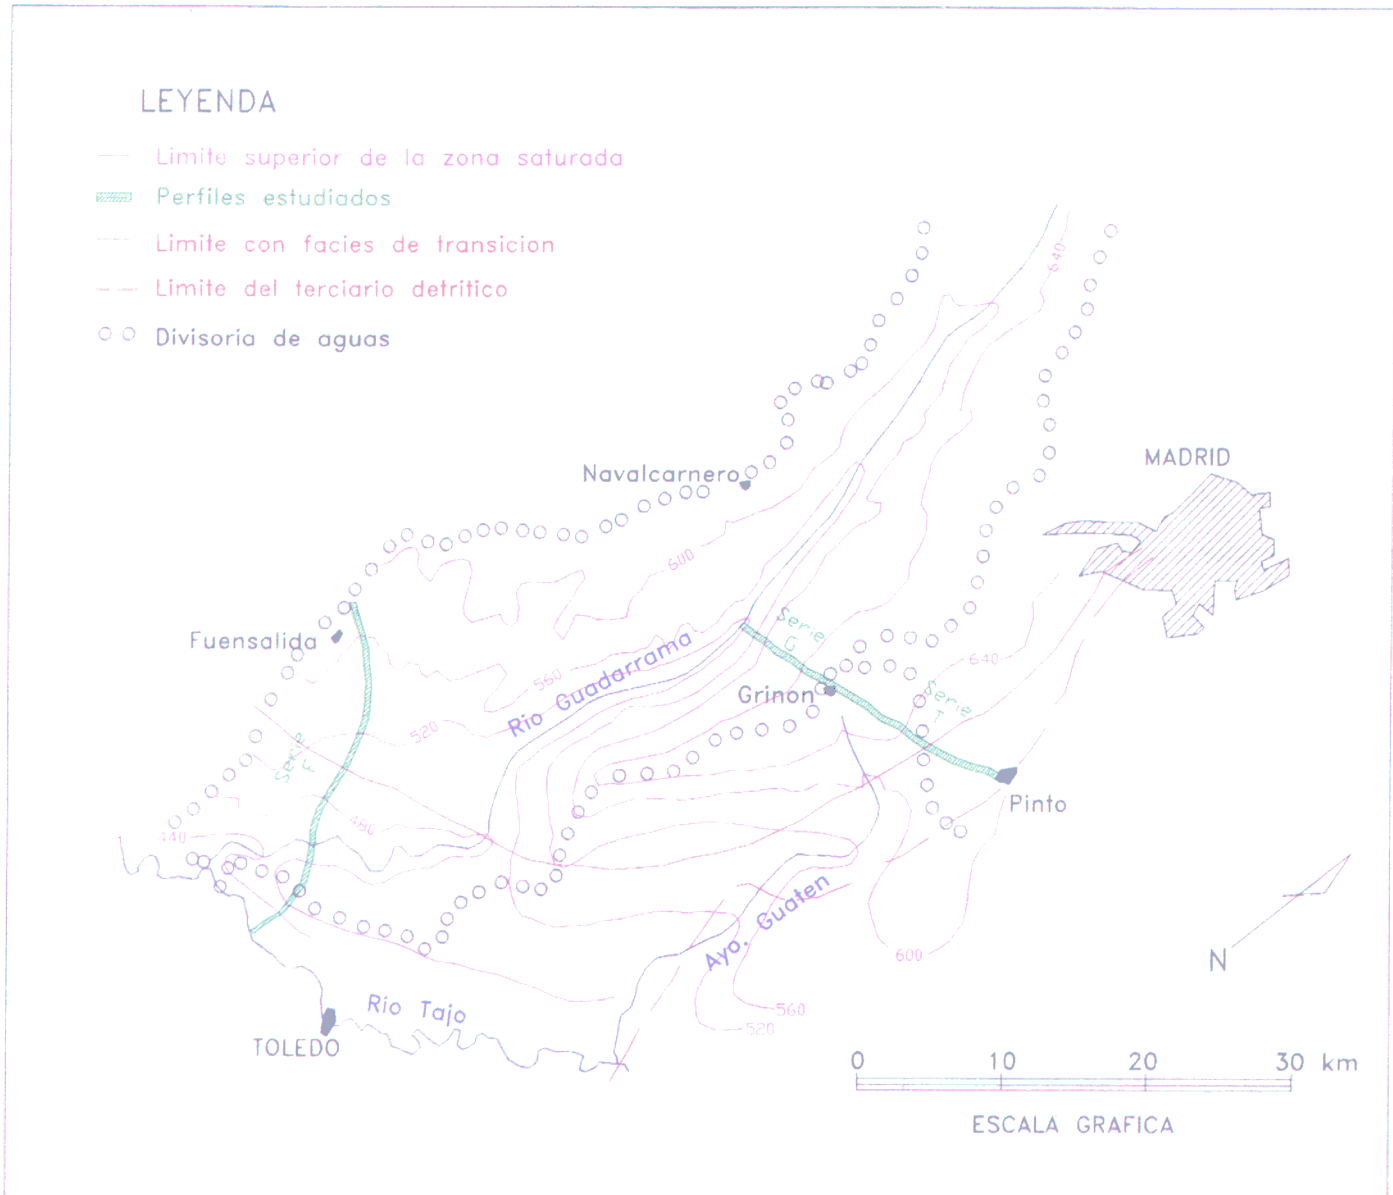 LEYENDA
Limite superior de la zona saturada
Perfiles estudiados
Limite con facies de transicion
Limite del terciario detritico
Divisoria de aguas
640
MADRID
Navalcarnero
600
Serie
G
Fuensalida
640
560
Rio Guadarrama
Grinon
Serie
T
520
Serie
F
Pinto
480
440
Ayo. Guaten
600
N
Rio Tajo
560
520
TOLEDO
0 10 20 30 km
ESCALA GRAFICA